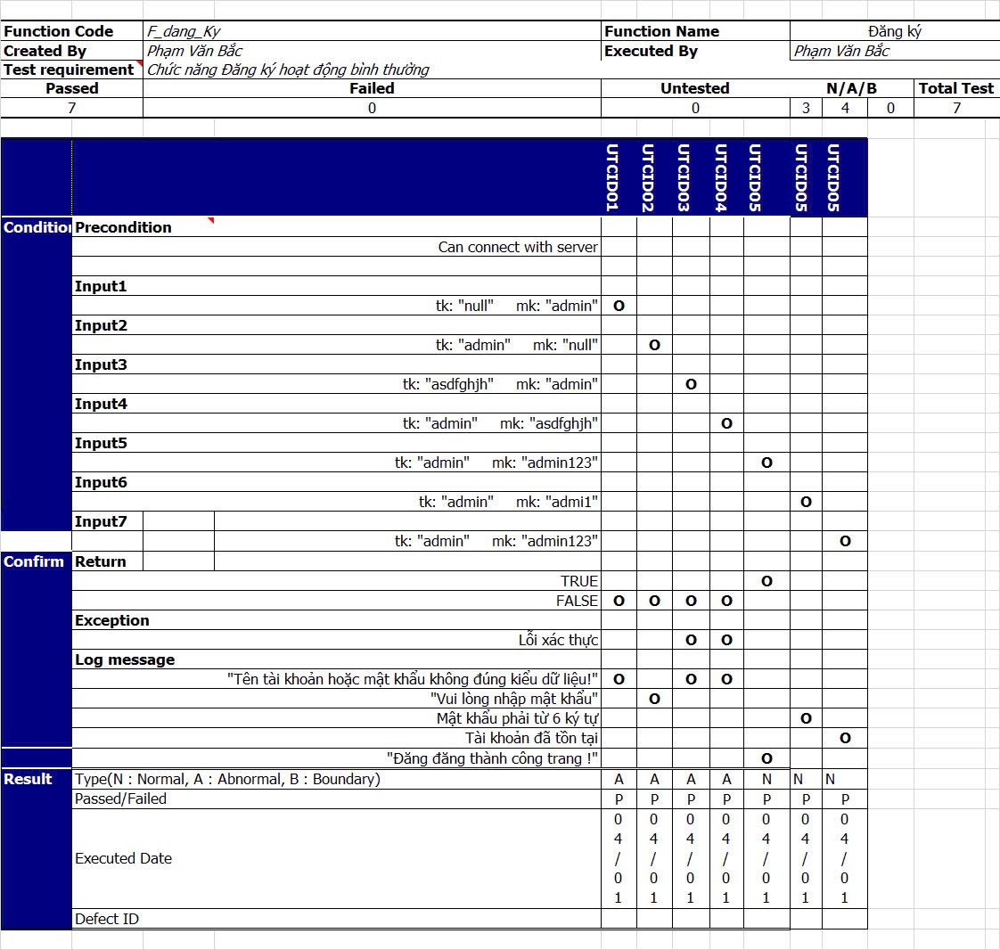 Function Code F_dang_Ky Function Name Đăng ký
Created By Phạm Văn Bắc Executed By Phạm Văn Bắc
Test requirement Chức năng Đăng ký hoạt động bình thường
Passed Failed Untested N/A/B Total Test
7 0 0 3 4 0 7
UTCID01 UTCID02 UTCID03 UTCID04 UTCID05 UTCID05 UTCID05
Condition Precondition
Can connect with server
Input1
tk: "null" mk: "admin" O
Input2
tk: "admin" mk: "null" O
Input3
tk: "asdfghjh" mk: "admin" O
Input4
tk: "admin" mk: "asdfghjh" O
Input5
tk: "admin" mk: "admin123" O
Input6
tk: "admin" mk: "admi1" O
Input7
tk: "admin" mk: "admin123" O
Confirm Return
TRUE O
FALSE O O O O
Exception
Lỗi xác thực O O
Log message
"Tên tài khoản hoặc mật khẩu không đúng kiểu dữ liệu!" O O O
"Vui lòng nhập mật khẩu" O
Mật khẩu phải từ 6 ký tự O
Tài khoản đã tồn tại O
"Đăng đăng thành công trang !" O
Result Type(N : Normal, A : Abnormal, B : Boundary) A A A A N N N
Passed/Failed P P P P P P P
Executed Date 04/01 04/01 04/01 04/01 04/01 04/01 04/01
Defect ID